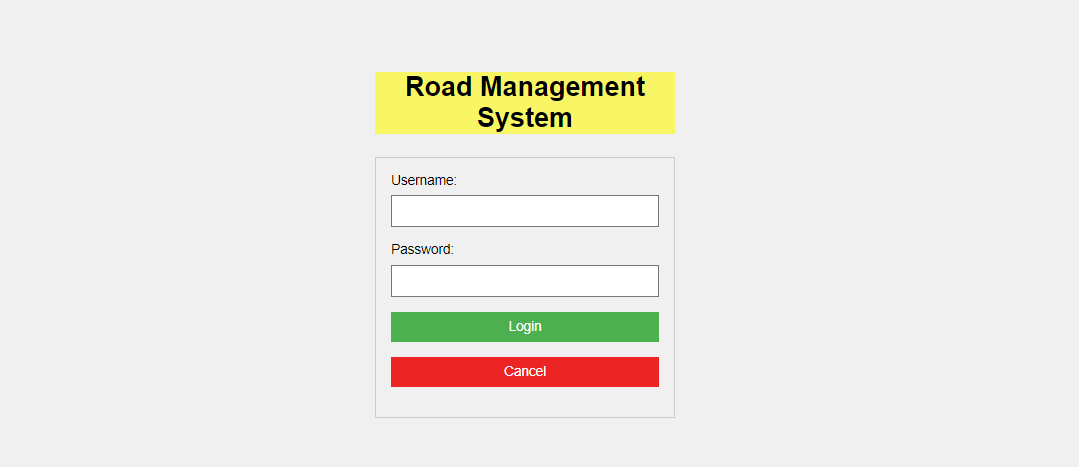 Road Management
System
Username:
Password:
Login
Cancel